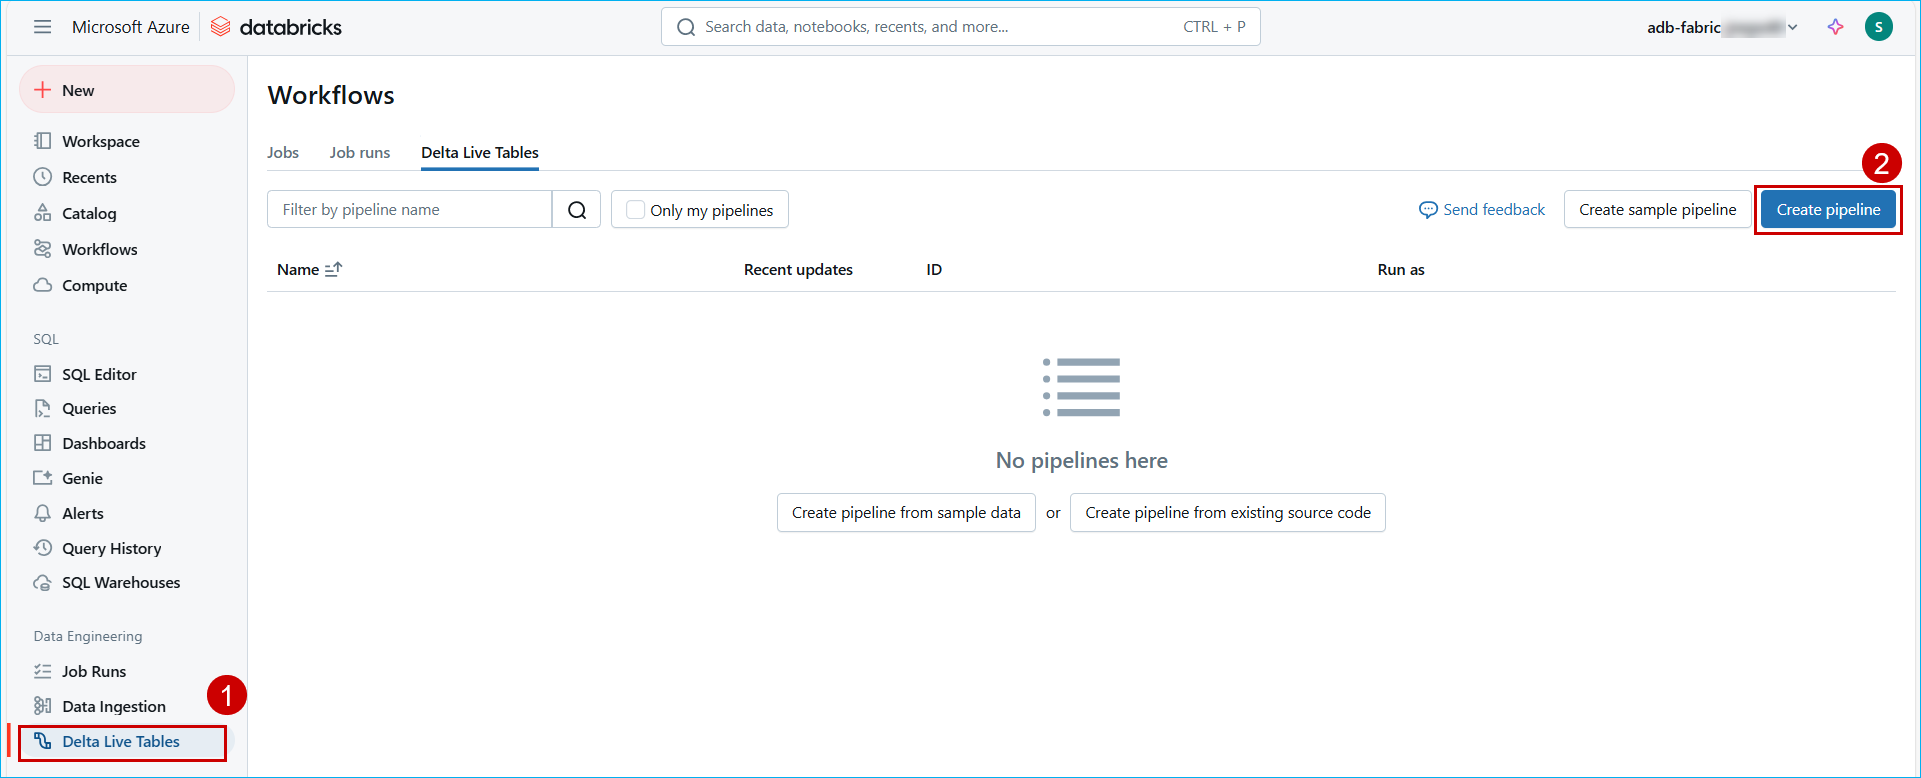 Microsoft Azure databricks
Search data, notebooks, recents, and more... CTRL + P
adb-fabric
S
New
Workspace
Recents
Catalog
Workflows
Compute
SQL
SQL Editor
Queries
Dashboards
Genie
Alerts
Query History
SQL Warehouses
Data Engineering
Job Runs
Data Ingestion
1
Delta Live Tables
Workflows
Jobs Job runs Delta Live Tables
2
Filter by pipeline name Only my pipelines Send feedback Create sample pipeline Create pipeline
Name Recent updates ID Run as
No pipelines here
Create pipeline from sample data or Create pipeline from existing source code